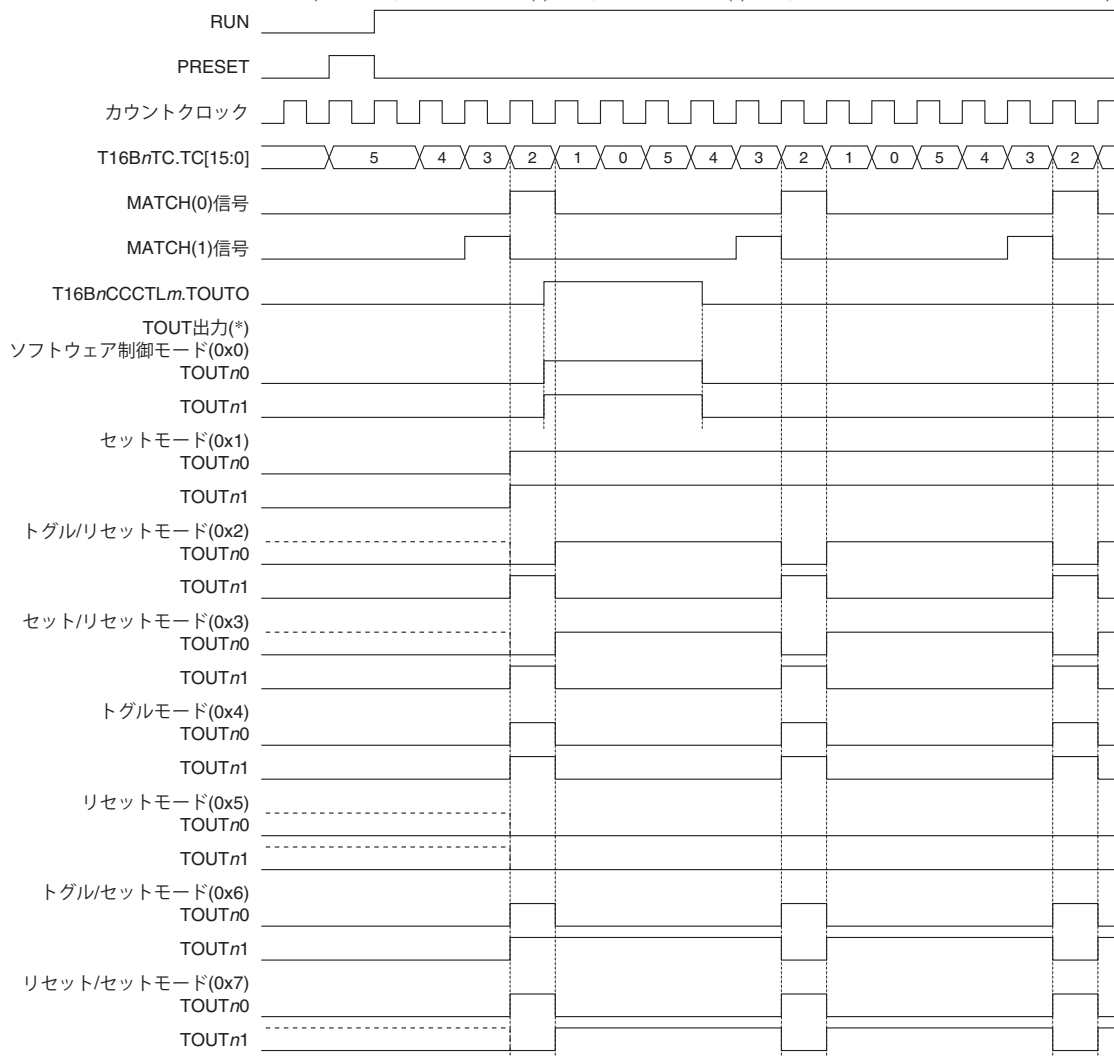 RUN
PRESET
カウントクロック
T16BnTC.TC[15:0] 5 4 3 2 1 0 5 4 3 2 1 0 5 4 3 2
MATCH(0)信号
MATCH(1)信号
T16BnCCCTLm.TOUTO
TOUT出力(*)
ソフトウェア制御モード(0x0)
TOUTn0
TOUTn1
セットモード(0x1)
TOUTn0
TOUTn1
トグル/リセットモード(0x2)
TOUTn0
TOUTn1
セット/リセットモード(0x3)
TOUTn0
TOUTn1
トグルモード(0x4)
TOUTn0
TOUTn1
リセットモード(0x5)
TOUTn0
TOUTn1
トグル/セットモード(0x6)
TOUTn0
TOUTn1
リセット/セットモード(0x7)
TOUTn0
TOUTn1